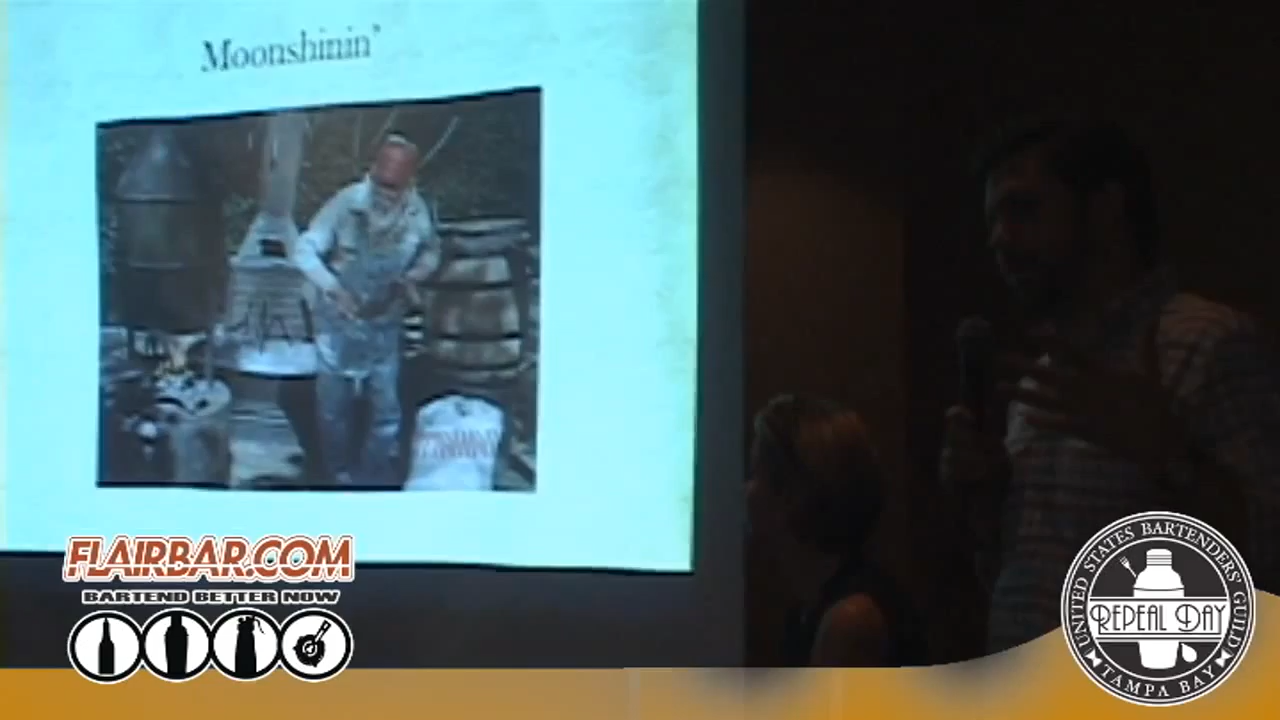 Moonshinin'
FLAIRBAR.COM
BARTEND BETTER NOW
UNITED STATES BARTENDERS' GUILD
REPEAL DAY
TAMPA BAY